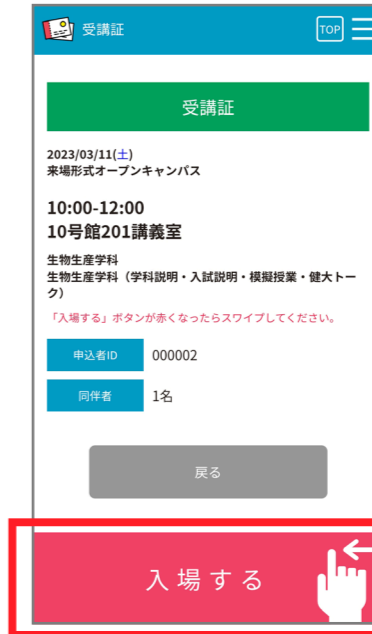 受講証
TOP
受講証
2023/03/11(土)
来場形式オープンキャンパス
10:00-12:00
10号館201講義室
生物生産学科
生物生産学科（学科説明・入試説明・模擬授業・健大トー
ク）
「入場する」ボタンが赤くなったらスワイプしてください。
申込者ID 000002
同伴者 1名
戻る
入場する